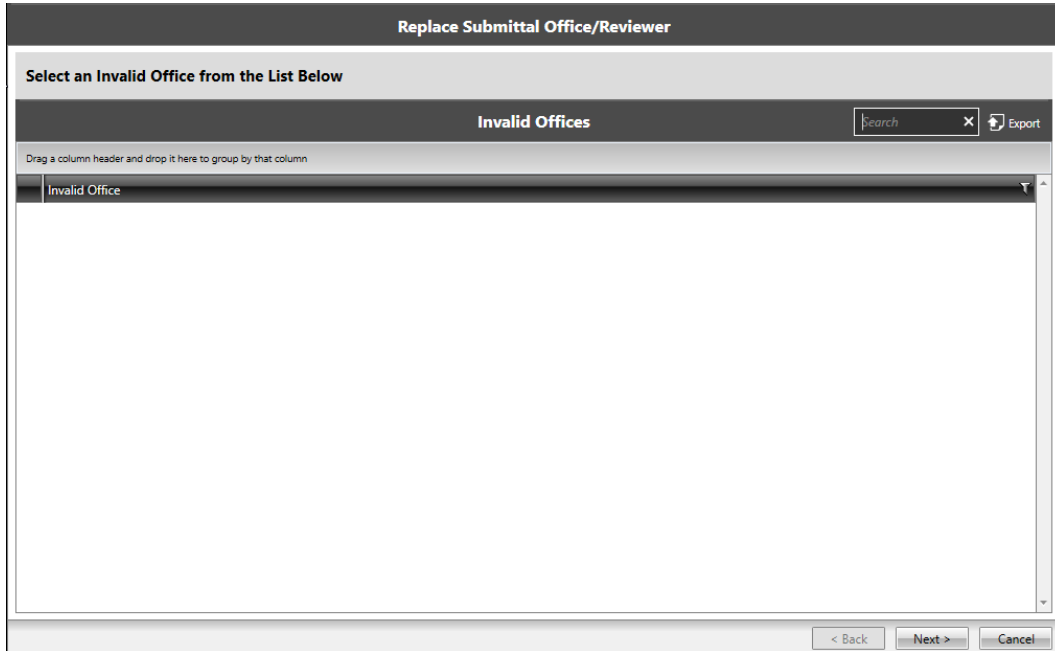 Replace Submittal Office/Reviewer
Select an Invalid Office from the List Below
Invalid Offices
Search
Export
Drag a column header and drop it here to group by that column
Invalid Office
< Back
Next >
Cancel